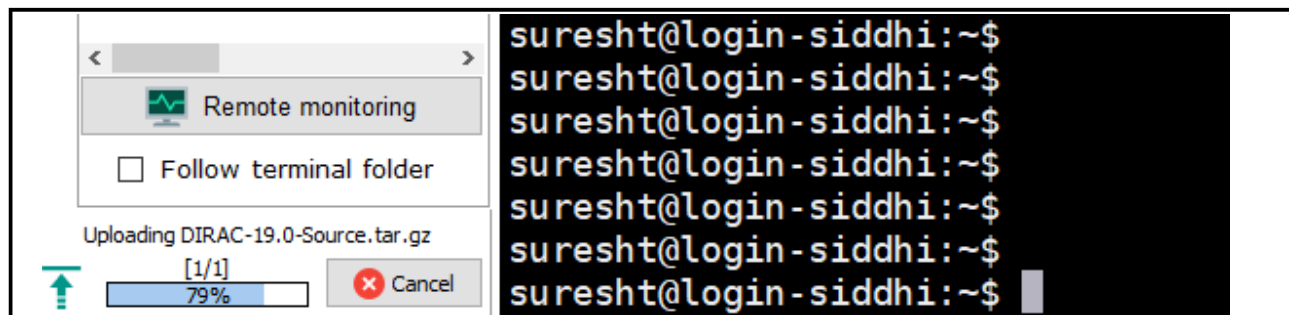 Remote monitoring
Follow terminal folder
Uploading DIRAC-19.0-Source.tar.gz
[1/1]
79%
Cancel
suresht@login-siddhi:~$
suresht@login-siddhi:~$
suresht@login-siddhi:~$
suresht@login-siddhi:~$
suresht@login-siddhi:~$
suresht@login-siddhi:~$
suresht@login-siddhi:~$